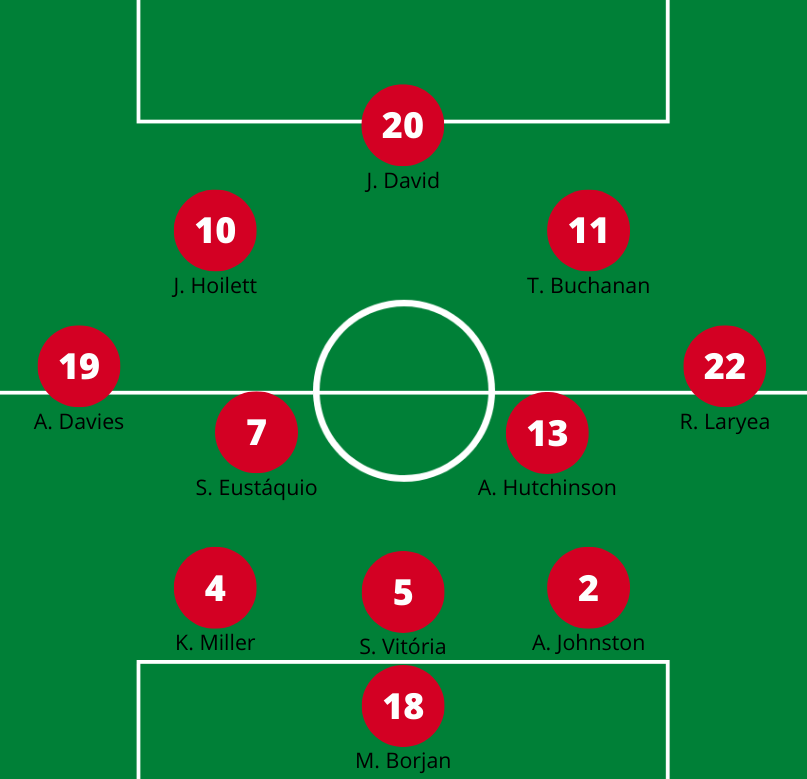 20
J. David
10
11
J. Hoilett
T. Buchanan
19
22
A. Davies
R. Laryea
7
13
S. Eustáquio
A. Hutchinson
4
5
2
K. Miller
S. Vitória
A. Johnston
18
M. Borjan